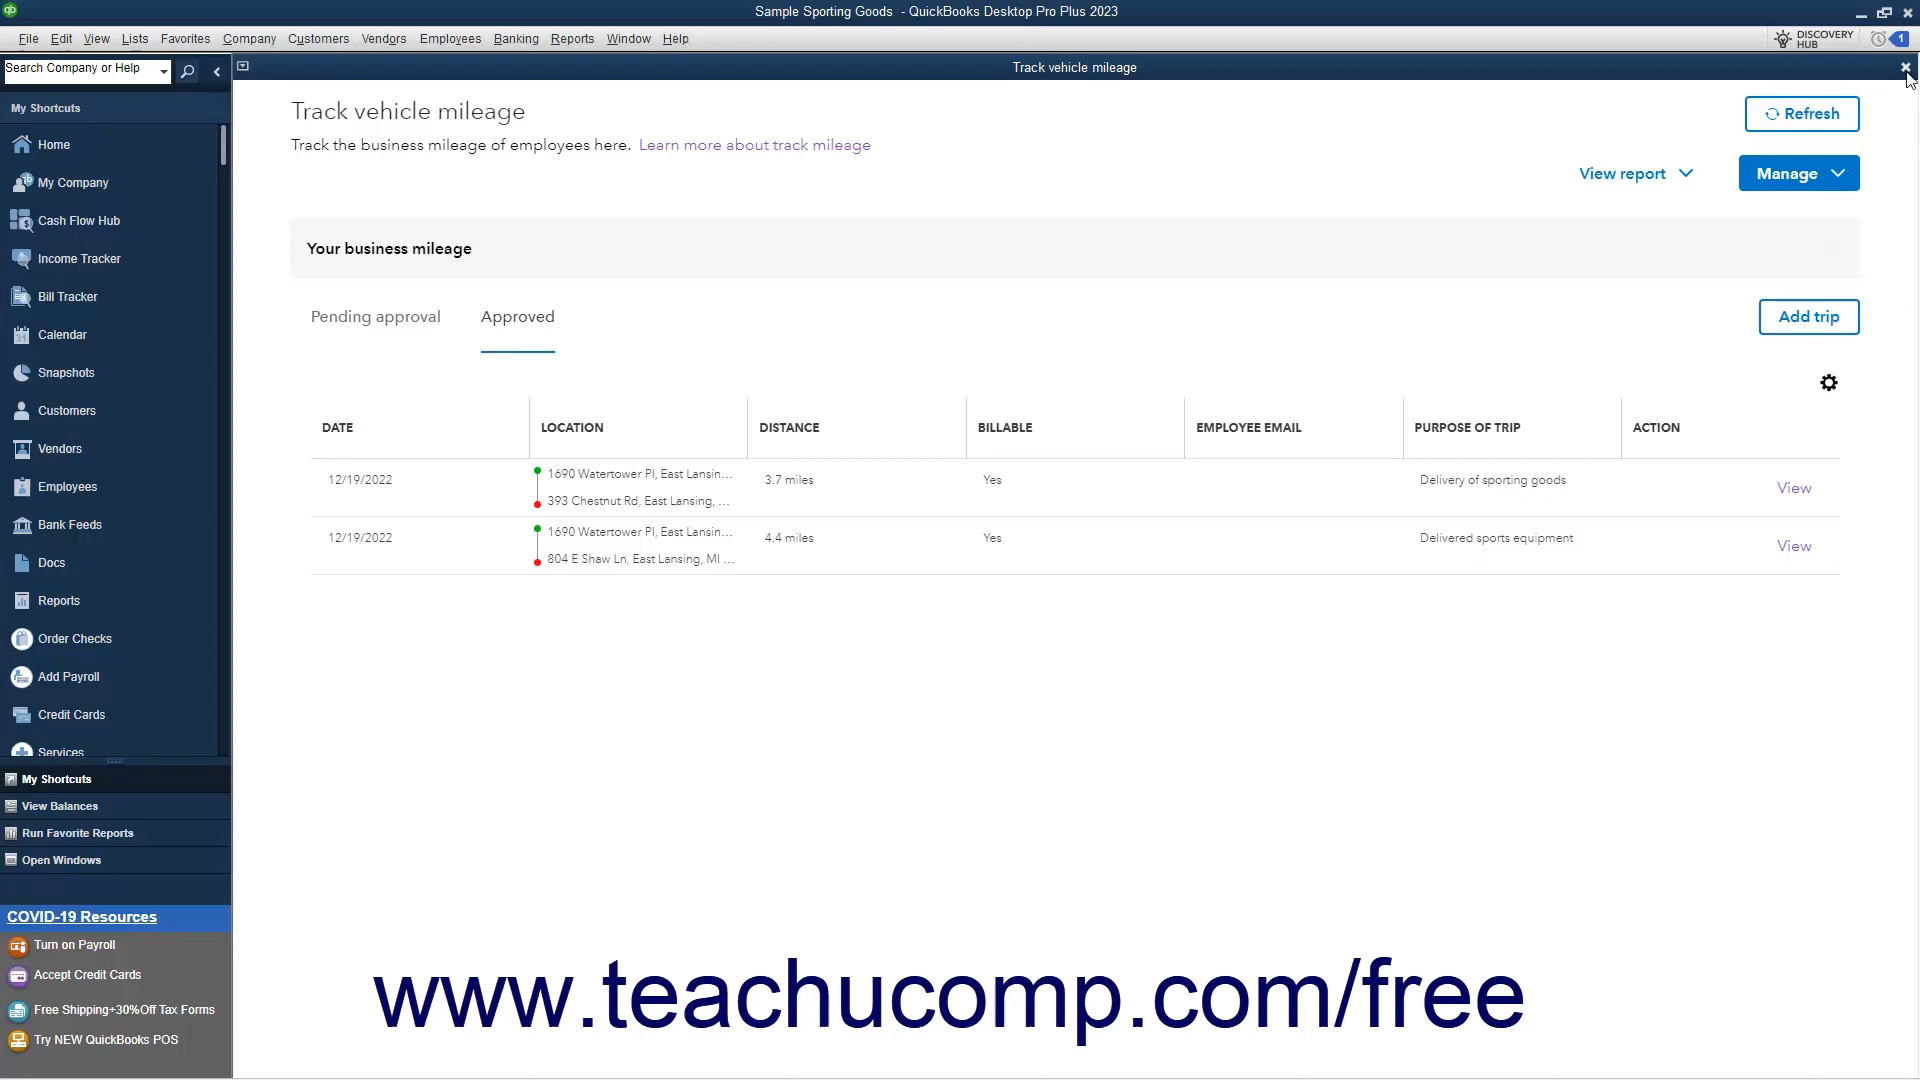 Sample Sporting Goods - QuickBooks Desktop Pro Plus 2023
File Edit View Lists Favorites Company Customers Vendors Employees Banking Reports Window Help
DISCOVERY HUB 1
Search Company or Help
Track vehicle mileage
My Shortcuts
Home
My Company
Cash Flow Hub
Income Tracker
Bill Tracker
Calendar
Snapshots
Customers
Vendors
Employees
Bank Feeds
Docs
Reports
Order Checks
Add Payroll
Credit Cards
Services
My Shortcuts
View Balances
Run Favorite Reports
Open Windows
COVID-19 Resources
Turn on Payroll
Accept Credit Cards
Free Shipping+30%Off Tax Forms
Try NEW QuickBooks POS
Track vehicle mileage
Refresh
Track the business mileage of employees here. Learn more about track mileage
View report Manage
Your business mileage
Pending approval Approved Add trip
DATE LOCATION DISTANCE BILLABLE EMPLOYEE EMAIL PURPOSE OF TRIP ACTION
12/19/2022 1690 Watertower Pl, East Lansin... 3.7 miles Yes Delivery of sporting goods View
393 Chestnut Rd, East Lansing, ...
12/19/2022 1690 Watertower Pl, East Lansin... 4.4 miles Yes Delivered sports equipment View
804 E Shaw Ln, East Lansing, MI ...
www.teachucomp.com/free